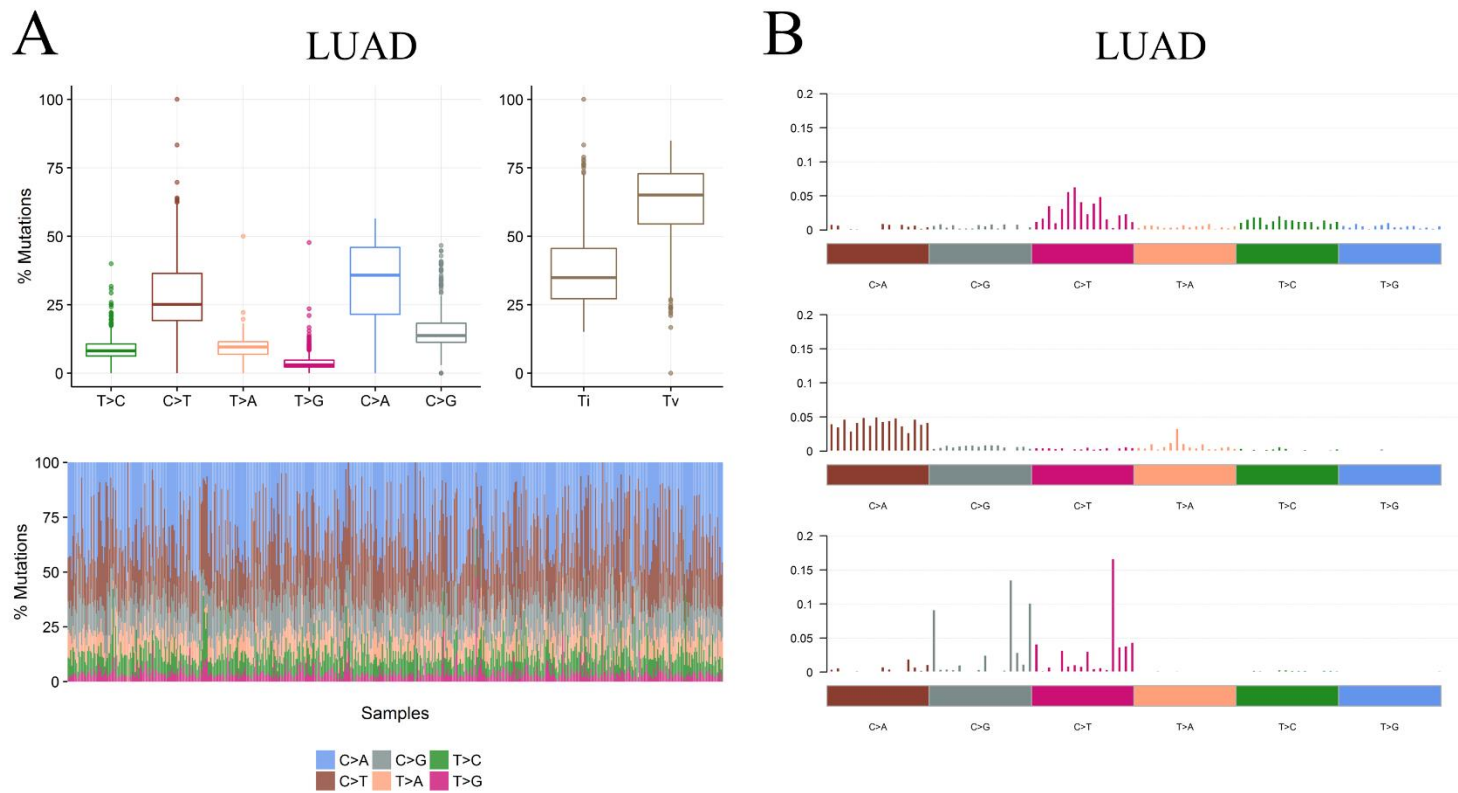 A
LUAD
% Mutations
100
75
50
25
0
T>C C>T T>A T>G C>A C>G
100
75
50
25
0
Ti Tv
% Mutations
100
75
50
25
0
Samples
C>A C>G T>C
C>T T>A T>G
B
LUAD
0.2
0.15
0.1
0.05
0
C>A C>G C>T T>A T>C T>G
0.2
0.15
0.1
0.05
0
C>A C>G C>T T>A T>C T>G
0.2
0.15
0.1
0.05
0
C>A C>G C>T T>A T>C T>G